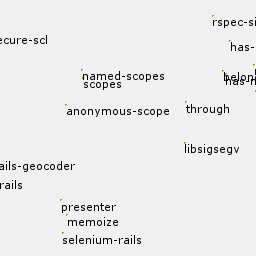 rspec-si
ecure-scl
has-
named-scopes
belon
has-
scopes
through
anonymous-scope
libsigsegv
ails-geocoder
rails
presenter
memoize
selenium-rails